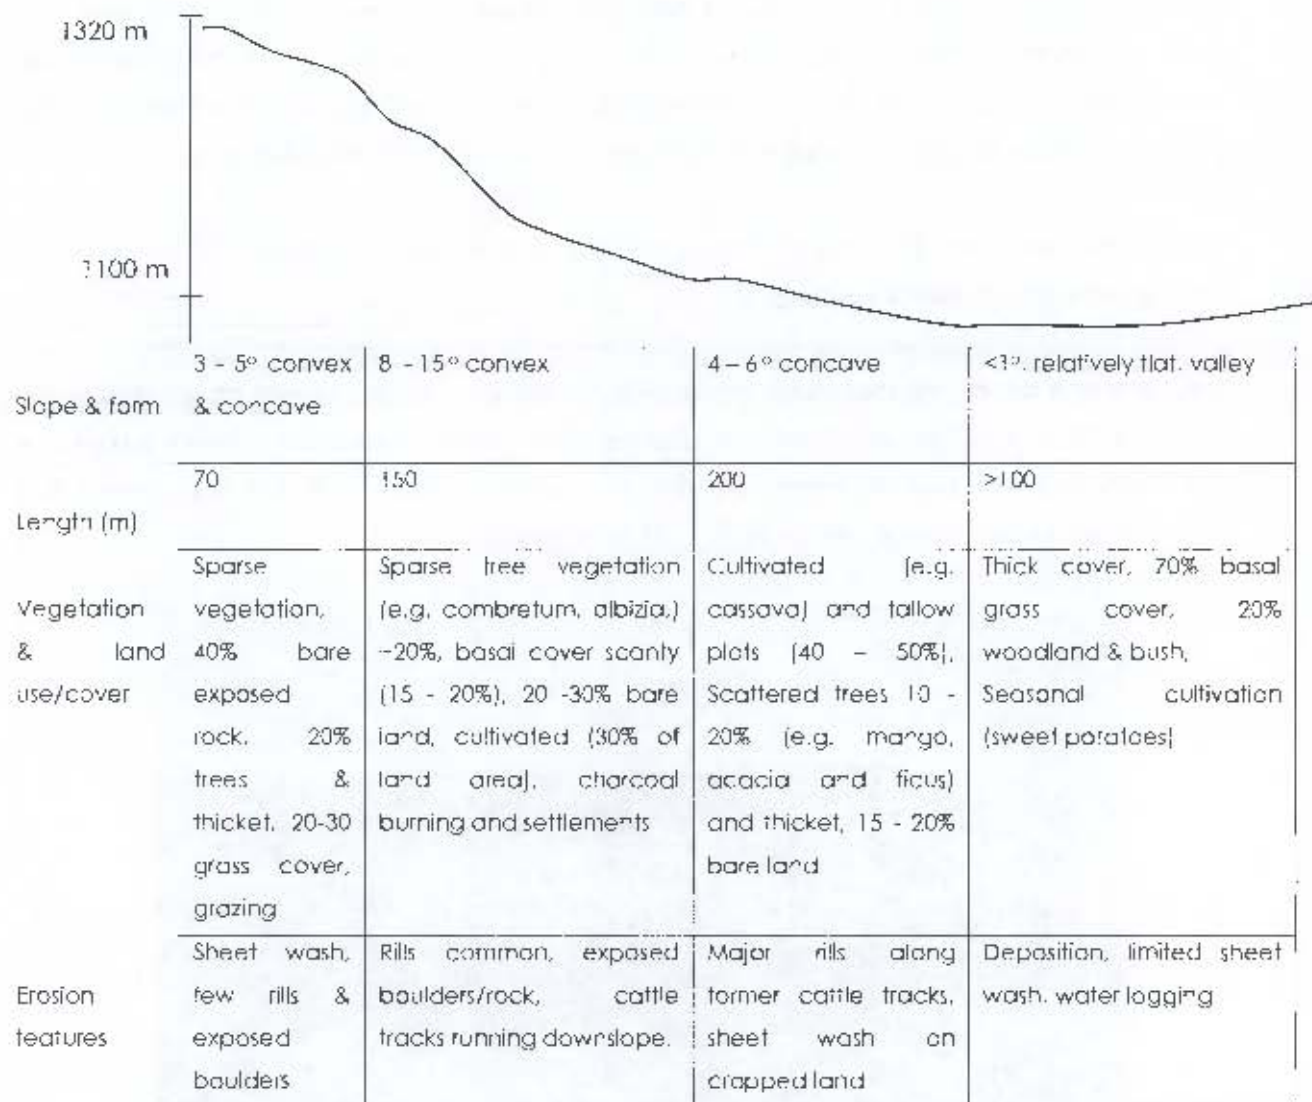 1320 m
1100 m
Slope & form
3 - 5° convex
& concave
8 - 15° convex
4 – 6° concave
<1°. relatively flat. valley
Length (m)
70
150
200
>100
Vegetation
& land
use/cover
Sparse
vegetation,
40% bare
exposed
rock. 20%
trees &
thicket. 20-30
grass cover,
grazing
Sparse tree vegetation
(e.g. combretum, albizia,)
~20%, basal cover scanty
(15 - 20%), 20 -30% bare
land, cultivated (30% of
land area), charcoal
burning and settlements
Cultivated (e.g.
cassava) and fallow
plots (40 – 50%),
Scattered trees 10 -
20% (e.g. mango,
acacia and ficus)
and thicket, 15 - 20%
bare land
Thick cover, 70% basal
grass cover, 20%
woodland & bush,
Seasonal cultivation
(sweet potatoes)
Erosion
features
Sheet wash,
few rills &
exposed
boulders
Rills common, exposed
boulders/rock, cattle
tracks running downslope.
Major rills along
former cattle tracks,
sheet wash on
cropped land
Deposition, limited sheet
wash. water logging